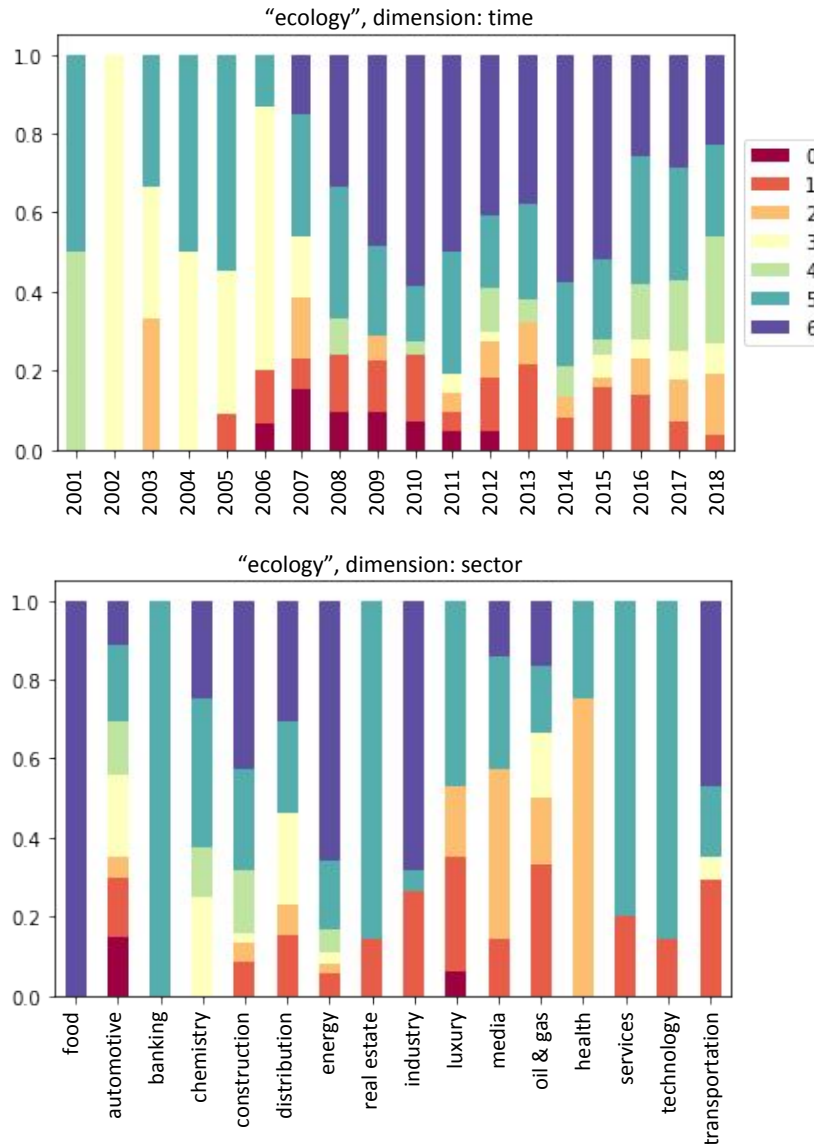 “ecology”, dimension: time
1.0
0.8
0.6
0.4
0.2
0.0
2001
2002
2003
2004
2005
2006
2007
2008
2009
2010
2011
2012
2013
2014
2015
2016
2017
2018
0
1
2
3
4
5
6
“ecology”, dimension: sector
1.0
0.8
0.6
0.4
0.2
0.0
food
automotive
banking
chemistry
construction
distribution
energy
real estate
industry
luxury
media
oil & gas
health
services
technology
transportation